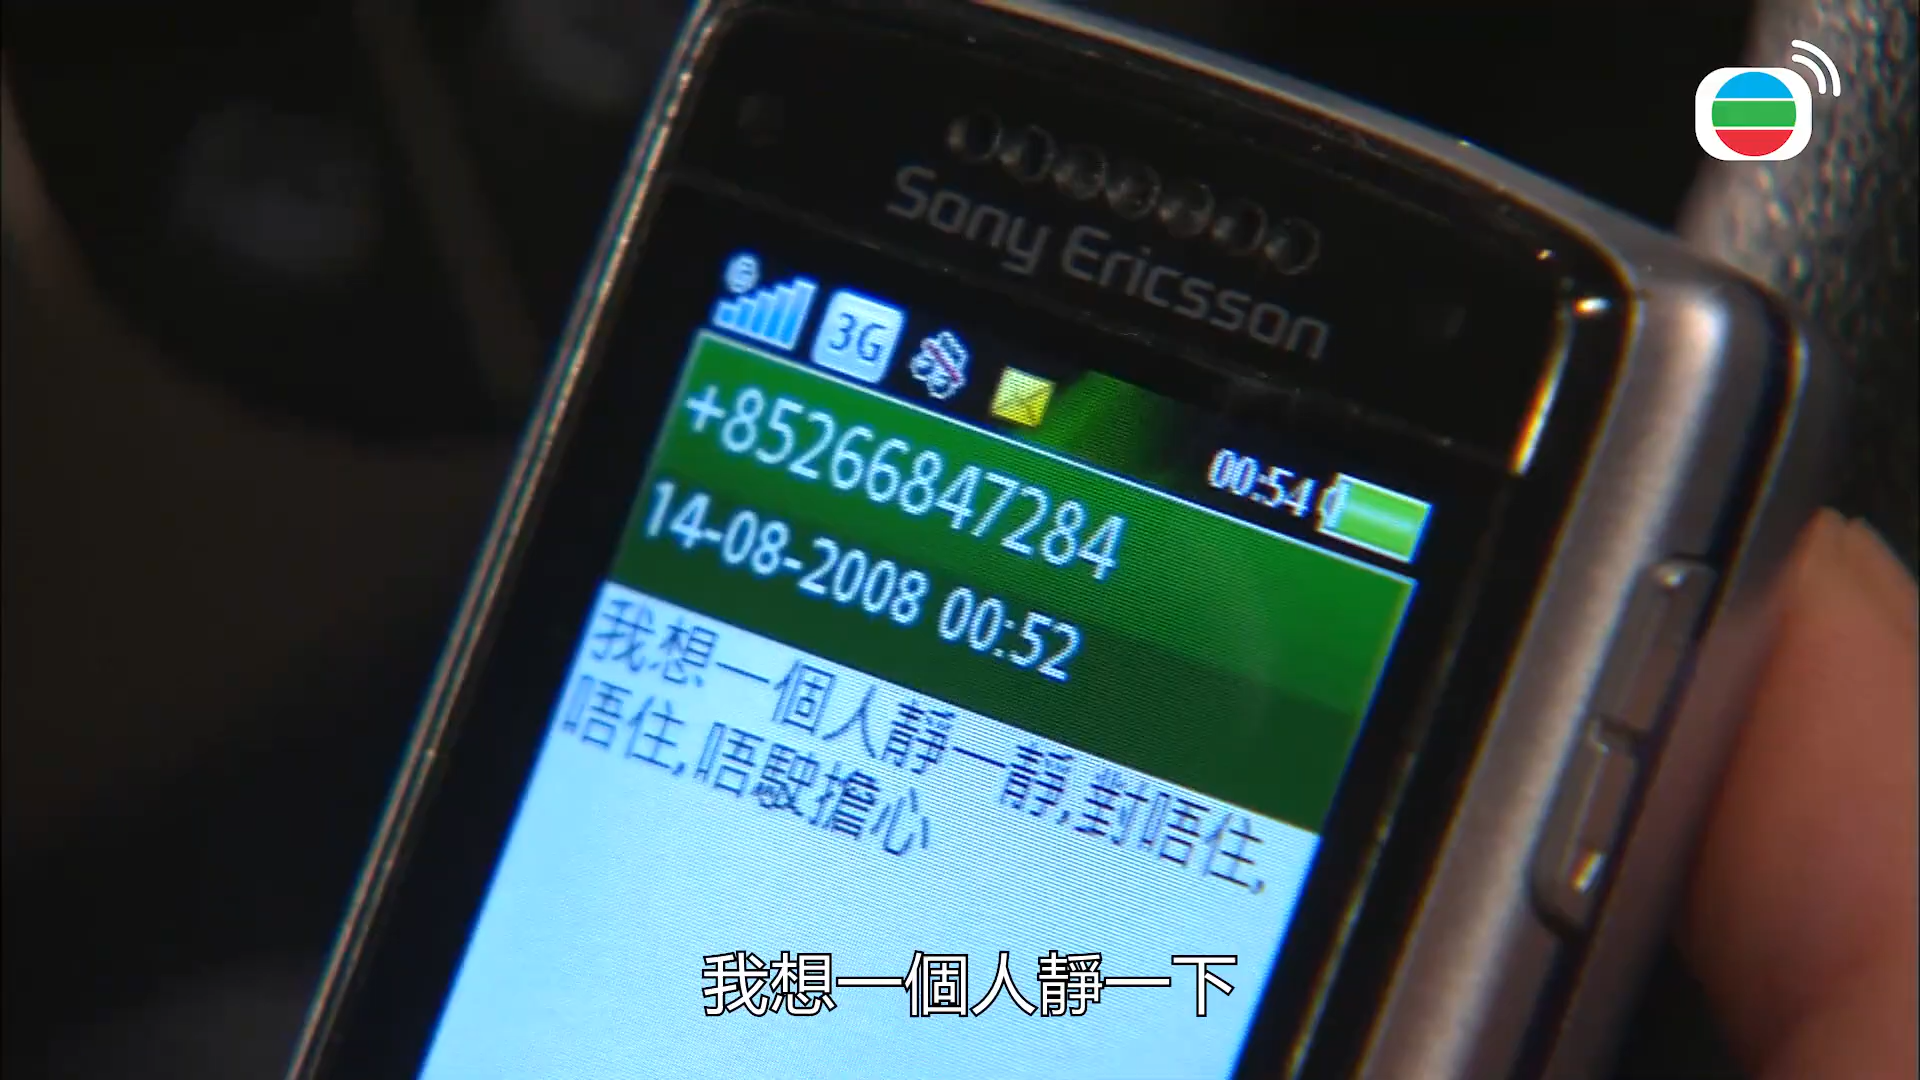 Sony Ericsson
3G
00:54
+85266847284
14-08-2008 00:52
我想一個人靜一靜,對唔住,
唔住,唔駛擔心
我想一個人靜一下